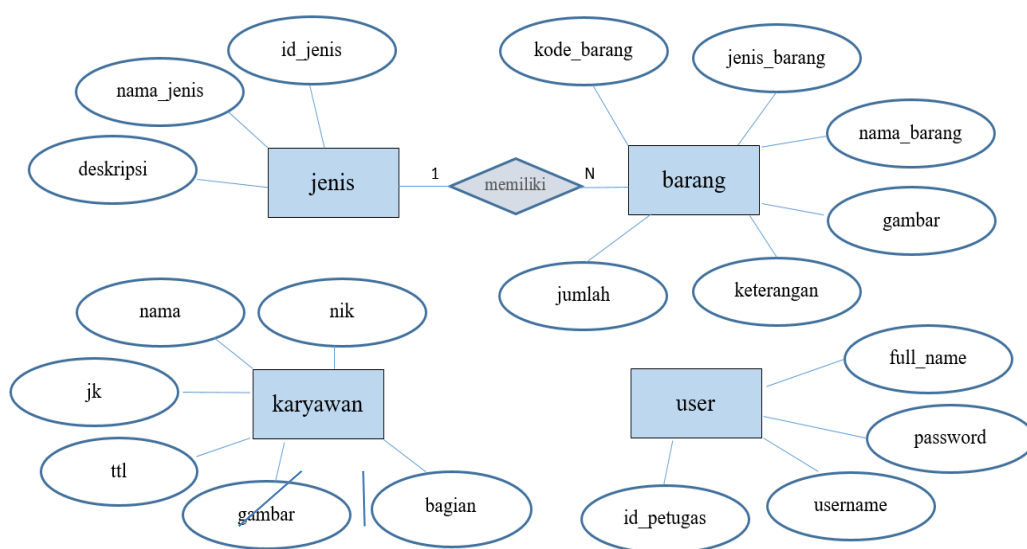 id_jenis
kode_barang
jenis_barang
nama_jenis
nama_barang
deskripsi
jenis
1
memiliki
N
barang
gambar
jumlah
keterangan
nama
nik
full_name
jk
karyawan
user
password
ttl
gambar
bagian
id_petugas
username